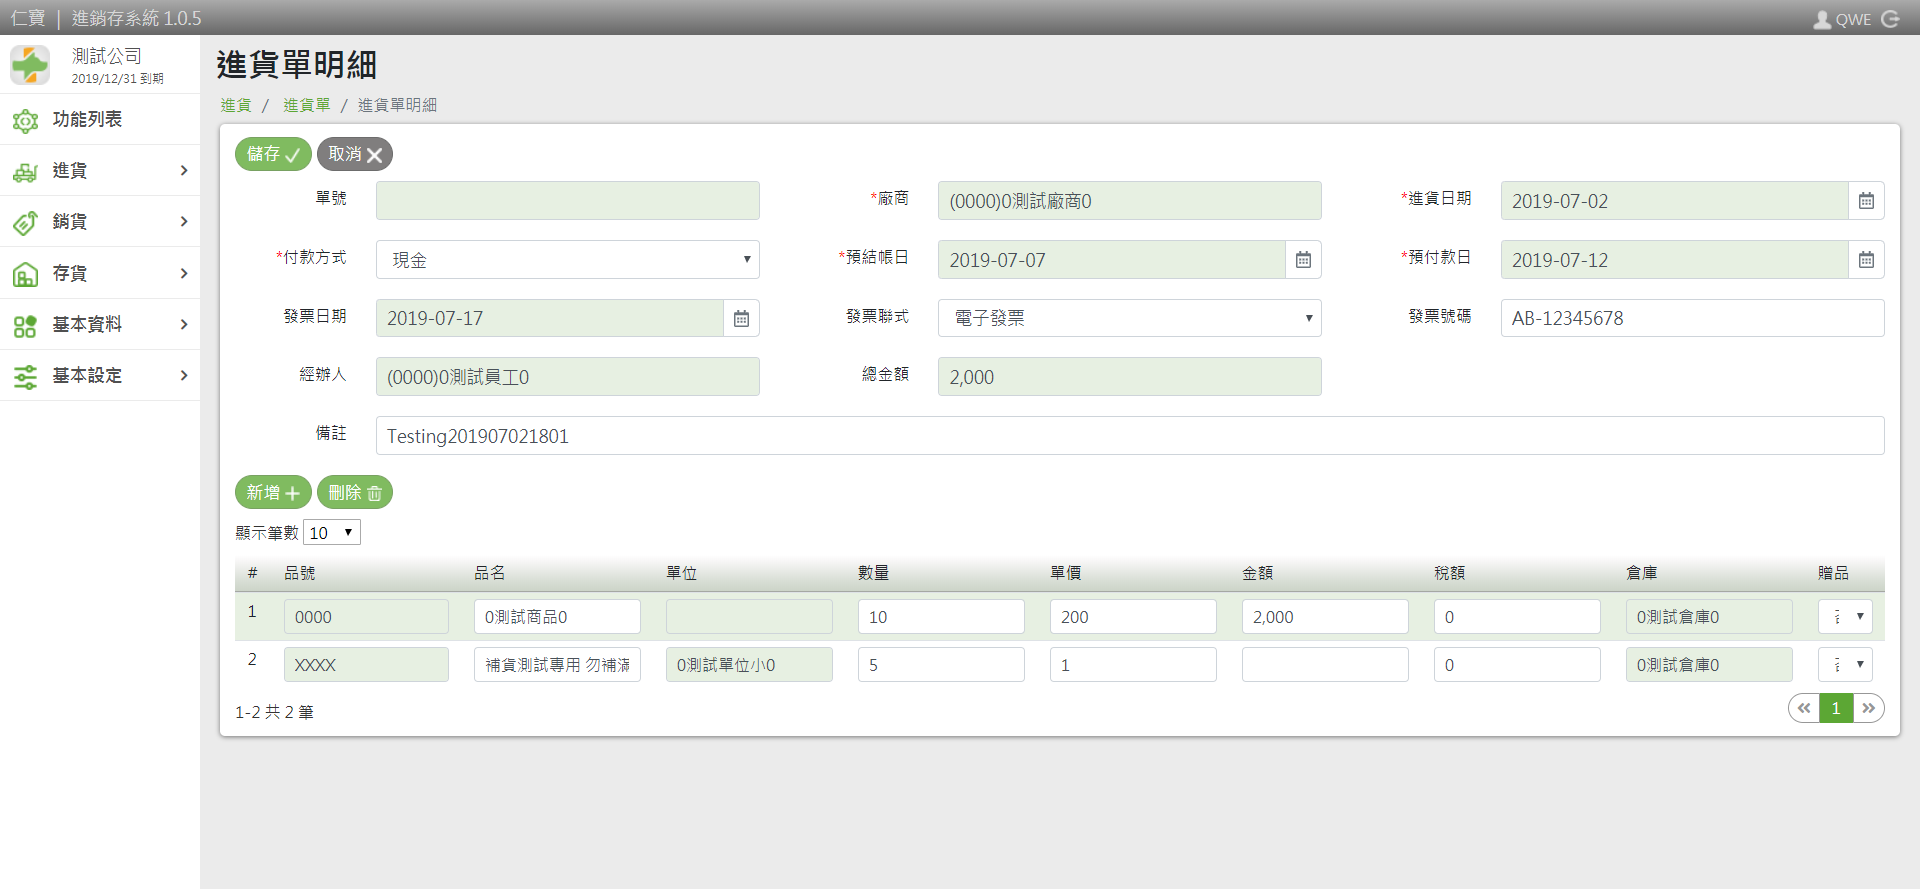 仁寶 | 進銷存系統 1.0.5
QWE
測試公司
2019/12/31 到期
功能列表
進貨
銷貨
存貨
基本資料
基本設定
進貨單明細
進貨 / 進貨單 / 進貨單明細
儲存 取消
單號
*廠商 (0000)0測試廠商0
*進貨日期 2019-07-02
*付款方式 現金
*預結帳日 2019-07-07
*預付款日 2019-07-12
發票日期 2019-07-17
發票聯式 電子發票
發票號碼 AB-12345678
經辦人 (0000)0測試員工0
總金額 2,000
備註 Testing201907021801
新增 刪除
顯示筆數 10
# 品號 品名 單位 數量 單價 金額 稅額 倉庫 贈品
1 0000 0測試商品0 10 200 2,000 0 0測試倉庫0
2 XXXX 補貨測試專用 勿補滿 0測試單位小0 5 1 0 0測試倉庫0
1-2 共 2 筆
« 1 »